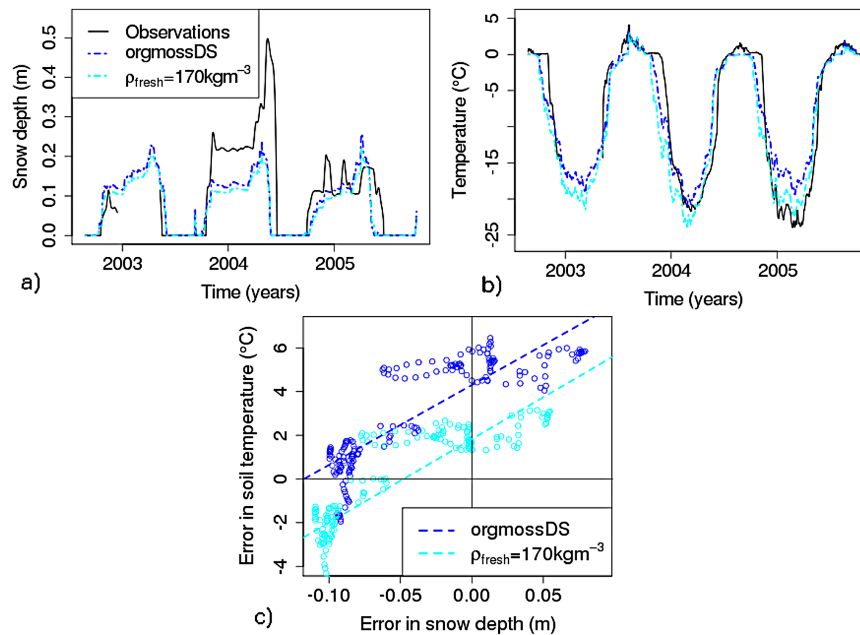 Observations
orgmossDS
ρfresh=170kgm⁻³
Snow depth (m)
0.0 0.1 0.2 0.3 0.4 0.5
2003 2004 2005
Time (years)
a)
Temperature (°C)
5 0 -15 -25
2003 2004 2005
Time (years)
b)
Error in soil temperature (°C)
6 4 2 0 -2 -4
orgmossDS
ρfresh=170kgm⁻³
-0.10 -0.05 0.00 0.05
Error in snow depth (m)
c)